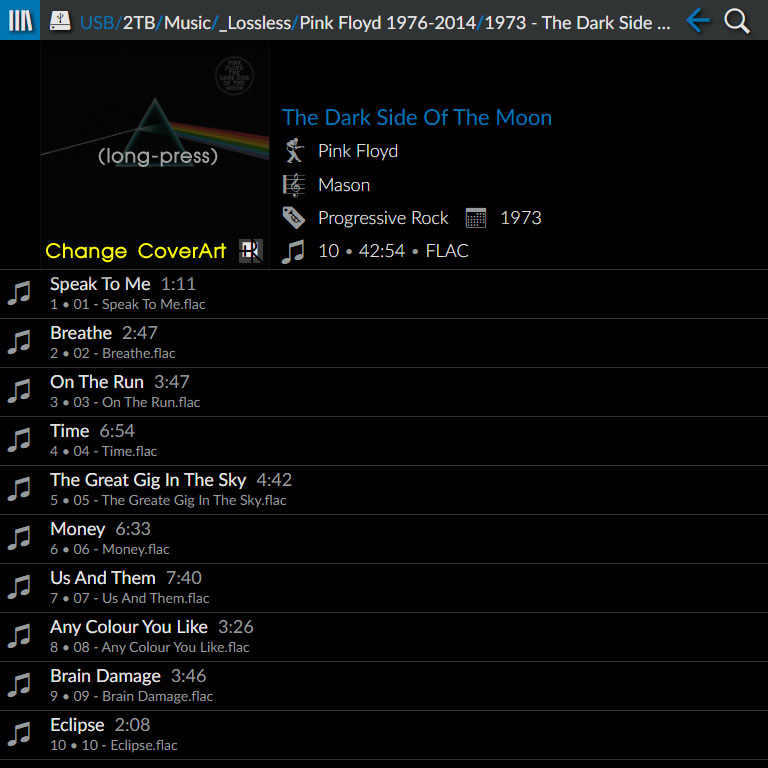 USB/2TB/Music/_Lossless/Pink Floyd 1976-2014/1973 - The Dark Side ...
PINK
FLOYD
THE
DARK SIDE
OF THE
MOON
(long-press)
Change CoverArt
The Dark Side Of The Moon
Pink Floyd
Mason
Progressive Rock 1973
10 • 42:54 • FLAC
Speak To Me 1:11
1 • 01 - Speak To Me.flac
Breathe 2:47
2 • 02 - Breathe.flac
On The Run 3:47
3 • 03 - On The Run.flac
Time 6:54
4 • 04 - Time.flac
The Great Gig In The Sky 4:42
5 • 05 - The Greate Gig In The Sky.flac
Money 6:33
6 • 06 - Money.flac
Us And Them 7:40
7 • 07 - Us And Them.flac
Any Colour You Like 3:26
8 • 08 - Any Colour You Like.flac
Brain Damage 3:46
9 • 09 - Brain Damage.flac
Eclipse 2:08
10 • 10 - Eclipse.flac